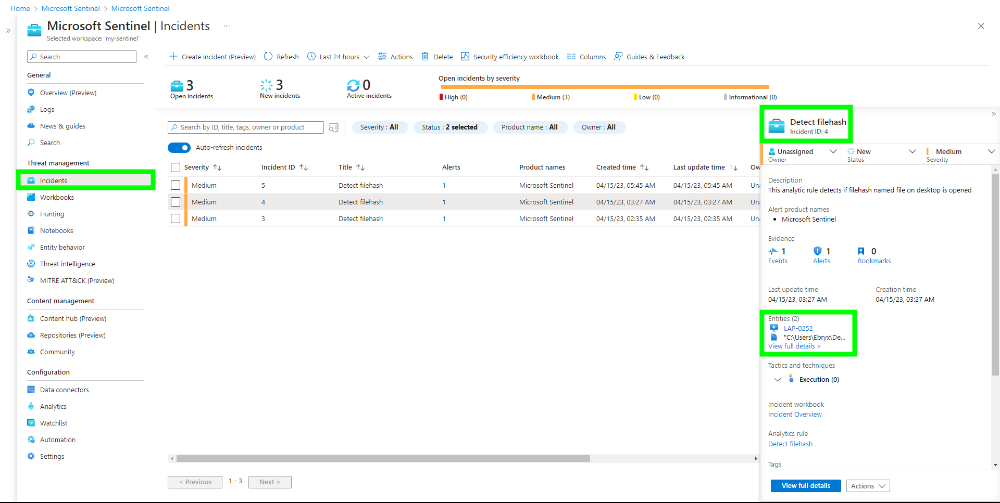 Home > Microsoft Sentinel > Microsoft Sentinel
Microsoft Sentinel | Incidents ...
Selected workspace: 'my-sentinel'
Search
General
Overview (Preview)
Logs
News & guides
Search
Threat management
Incidents
Workbooks
Hunting
Notebooks
Entity behavior
Threat intelligence
MITRE ATT&CK (Preview)
Content management
Content hub (Preview)
Repositories (Preview)
Community
Configuration
Data connectors
Analytics
Watchlist
Automation
Settings
Create incident (Preview) Refresh Last 24 hours Actions Delete Security efficiency workbook Columns Guides & Feedback
3
Open incidents
3
New incidents
0
Active incidents
Open incidents by severity
High (0) Medium (3) Low (0) Informational (0)
Search by ID, title, tags, owner or product
Severity : All Status : 2 selected Product name : All Owner : All
Auto-refresh incidents
Severity Incident ID Title Alerts Product names Created time Last update time Ow
Medium 5 Detect filehash 1 Microsoft Sentinel 04/15/23, 05:45 AM 04/15/23, 05:45 AM Una
Medium 4 Detect filehash 1 Microsoft Sentinel 04/15/23, 03:27 AM 04/15/23, 03:27 AM Una
Medium 3 Detect filehash 1 Microsoft Sentinel 04/15/23, 02:35 AM 04/15/23, 02:35 AM Una
< Previous 1 - 3 Next >
Detect filehash
Incident ID: 4
Unassigned New Medium
Owner Status Severity
Description
This analytic rule detects if filehash named file on desktop is opened
Alert product names
• Microsoft Sentinel
Evidence
1 1 0
Events Alerts Bookmarks
Last update time Creation time
04/15/23, 03:27 AM 04/15/23, 03:27 AM
Entities (2)
LAP-0252
"C:\Users\Ebryx\De...
View full details >
Tactics and techniques
Execution (0)
Incident workbook
Incident Overview
Analytics rule
Detect filehash
Tags
View full details Actions